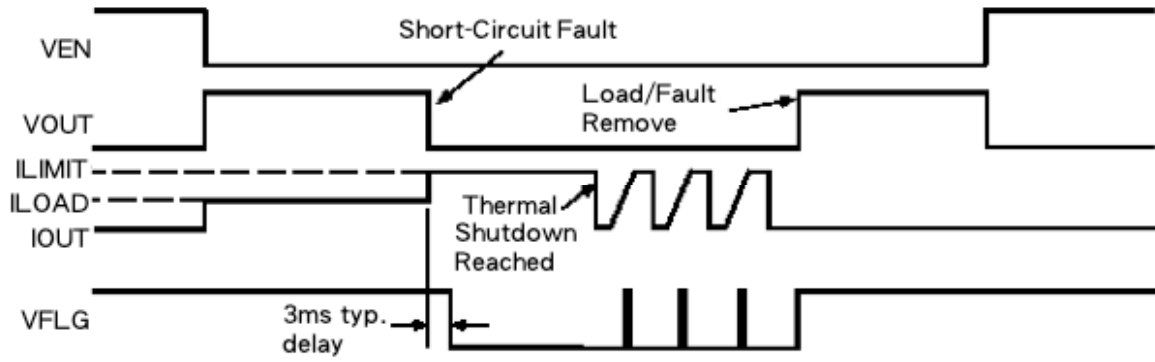 VEN
Short-Circuit Fault
VOUT
Load/Fault
Remove
ILIMIT
ILOAD
IOUT
Thermal
Shutdown
Reached
VFLG
3ms typ.
delay